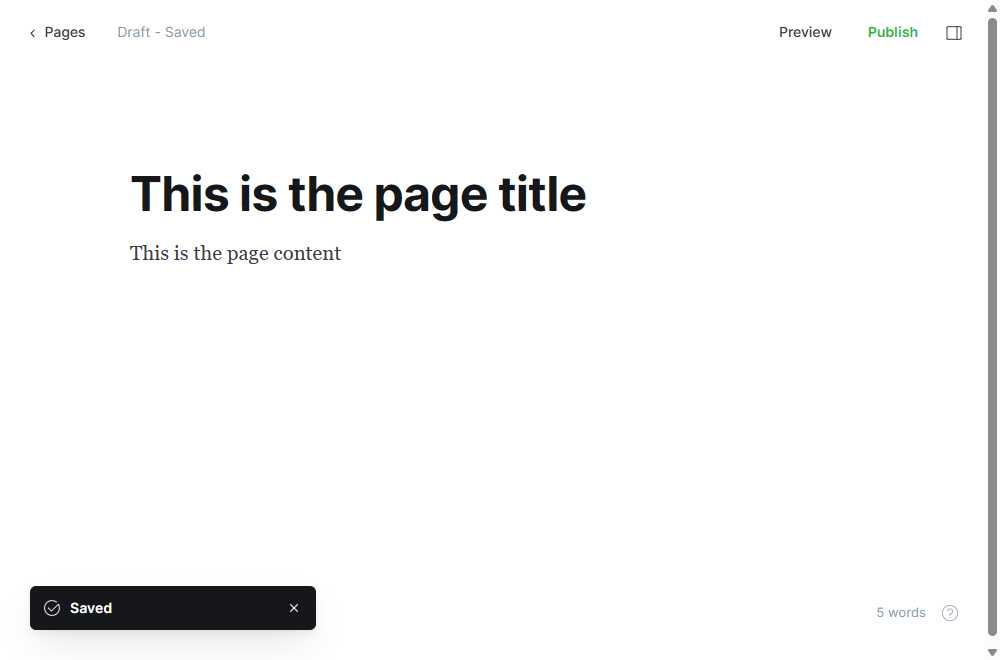 Pages Draft - Saved Preview Publish
This is the page title
This is the page content
Saved
5 words